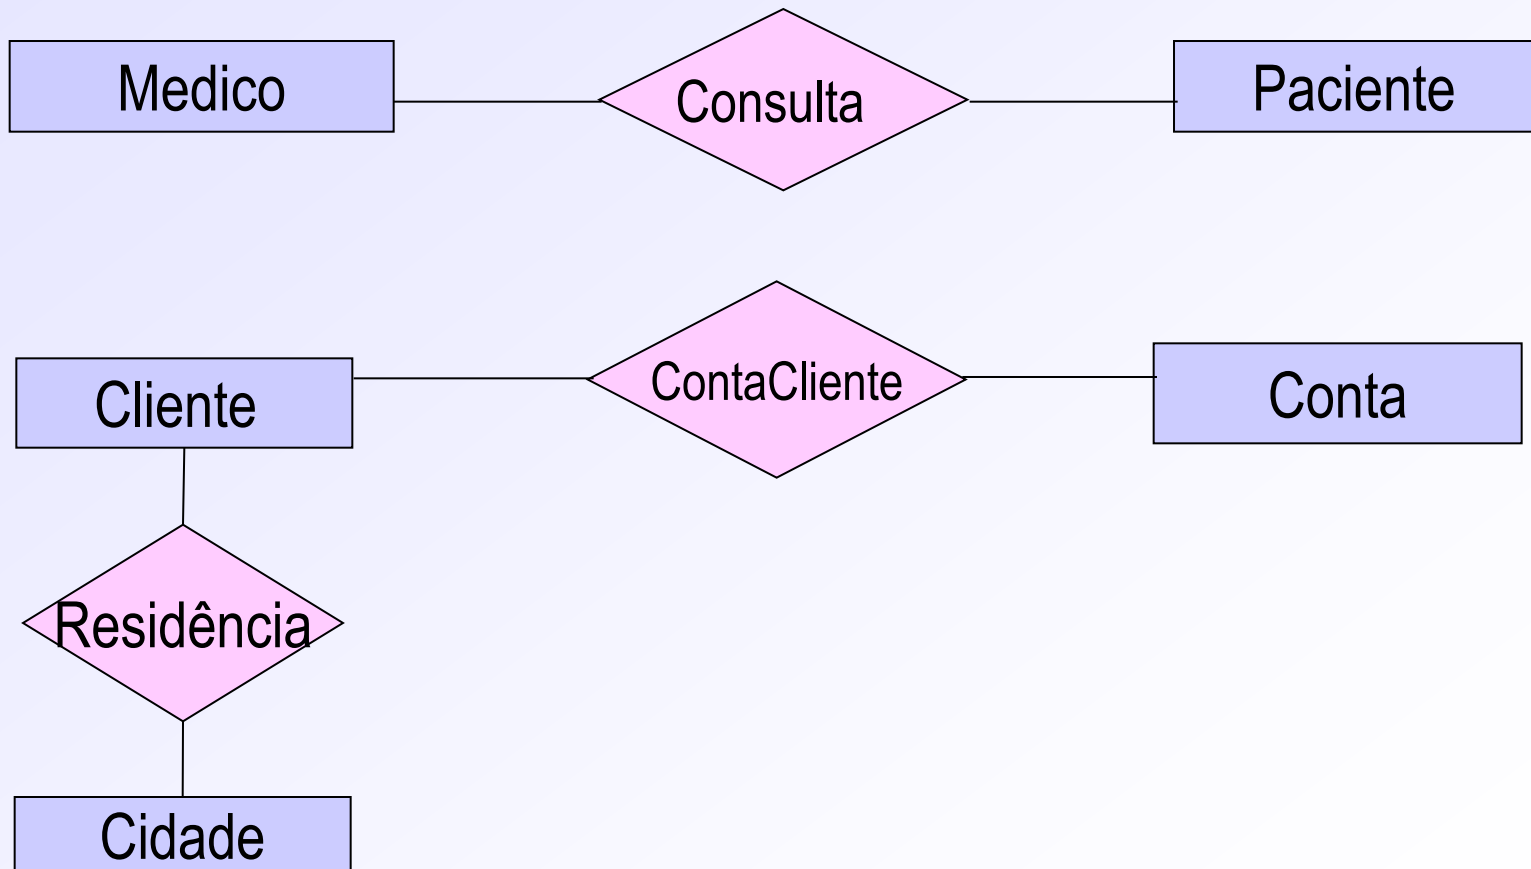 Medico
Consulta
Paciente
Cliente
ContaCliente
Conta
Residência
Cidade